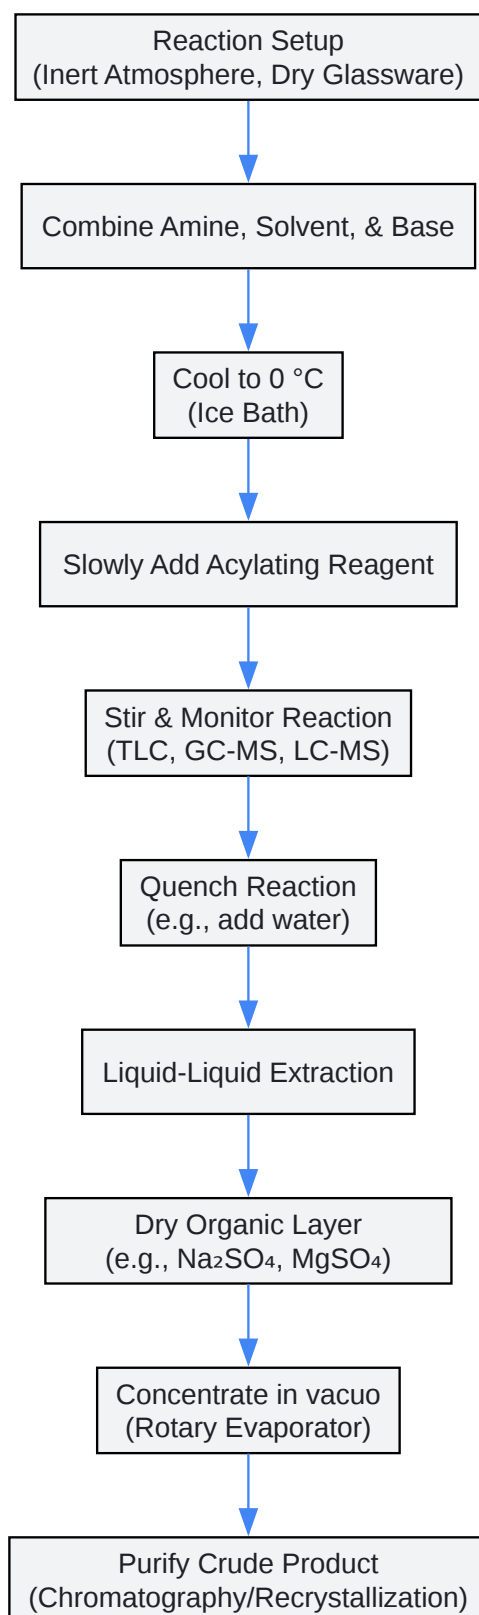 Reaction Setup
(Inert Atmosphere, Dry Glassware)
Combine Amine, Solvent, & Base
Cool to 0 °C
(Ice Bath)
Slowly Add Acylating Reagent
Stir & Monitor Reaction
(TLC, GC-MS, LC-MS)
Quench Reaction
(e.g., add water)
Liquid-Liquid Extraction
Dry Organic Layer
(e.g., Na₂SO₄, MgSO₄)
Concentrate in vacuo
(Rotary Evaporator)
Purify Crude Product
(Chromatography/Recrystallization)